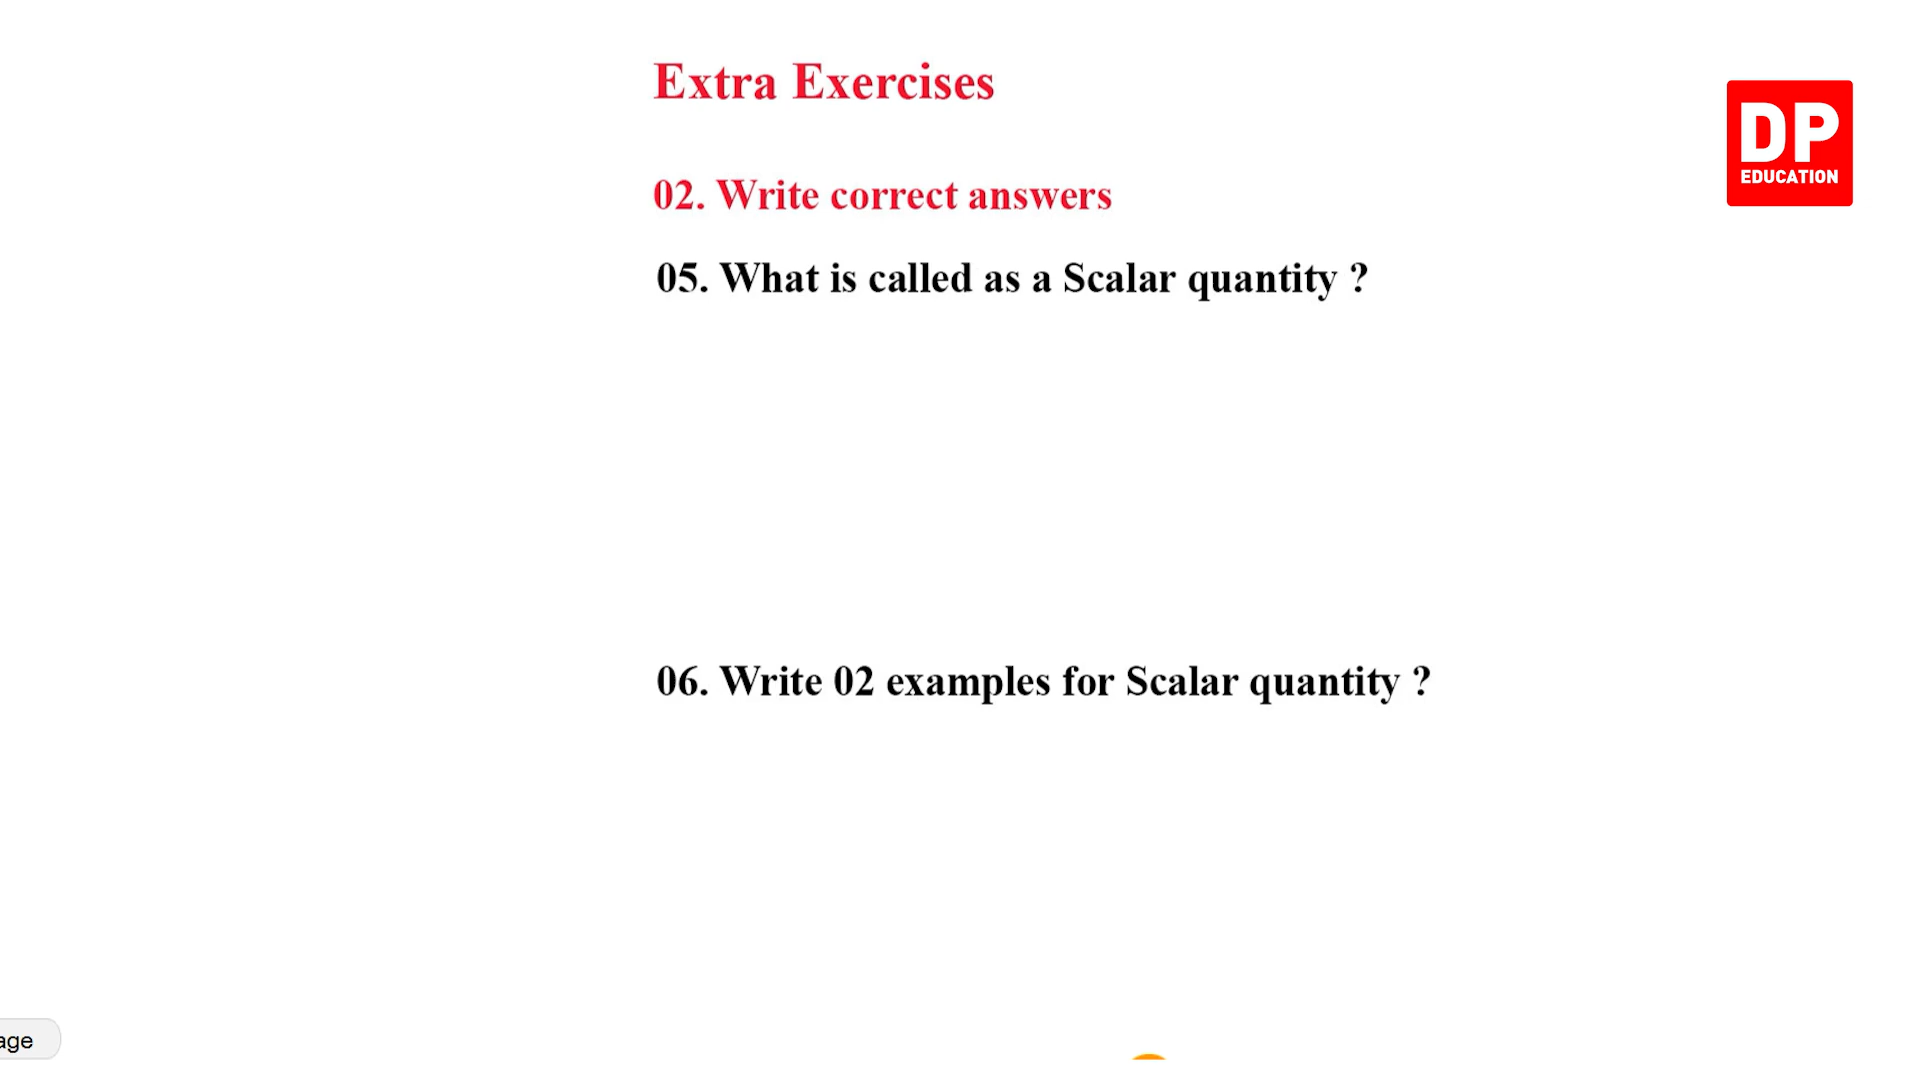 Extra Exercises
DP
EDUCATION
02. Write correct answers
05. What is called as a Scalar quantity ?
06. Write 02 examples for Scalar quantity ?
age